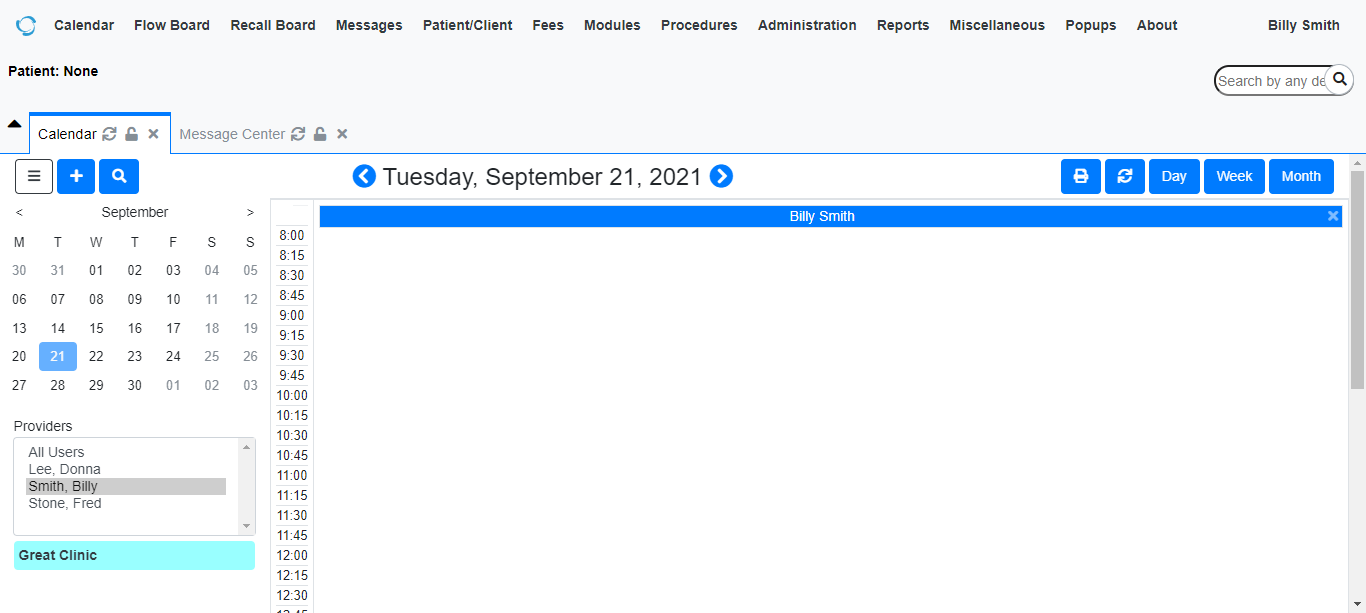 Calendar Flow Board Recall Board Messages Patient/Client Fees Modules Procedures Administration Reports Miscellaneous Popups About Billy Smith
Patient: None
Search by any de
Calendar Message Center
Tuesday, September 21, 2021
Day Week Month
< September >
M T W T F S S
30 31 01 02 03 04 05
06 07 08 09 10 11 12
13 14 15 16 17 18 19
20 21 22 23 24 25 26
27 28 29 30 01 02 03
Providers
All Users
Lee, Donna
Smith, Billy
Stone, Fred
Great Clinic
Billy Smith
8:00
8:15
8:30
8:45
9:00
9:15
9:30
9:45
10:00
10:15
10:30
10:45
11:00
11:15
11:30
11:45
12:00
12:15
12:30
12:45